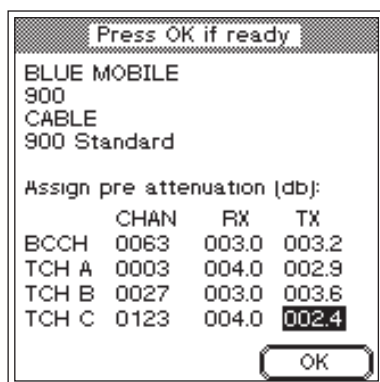 Press OK if ready
BLUE MOBILE
900
CABLE
900 Standard
Assign pre attenuation (db):
CHAN RX TX
BCCH 0063 003.0 003.2
TCH A 0003 004.0 002.9
TCH B 0027 003.0 003.6
TCH C 0123 004.0 002.4
OK